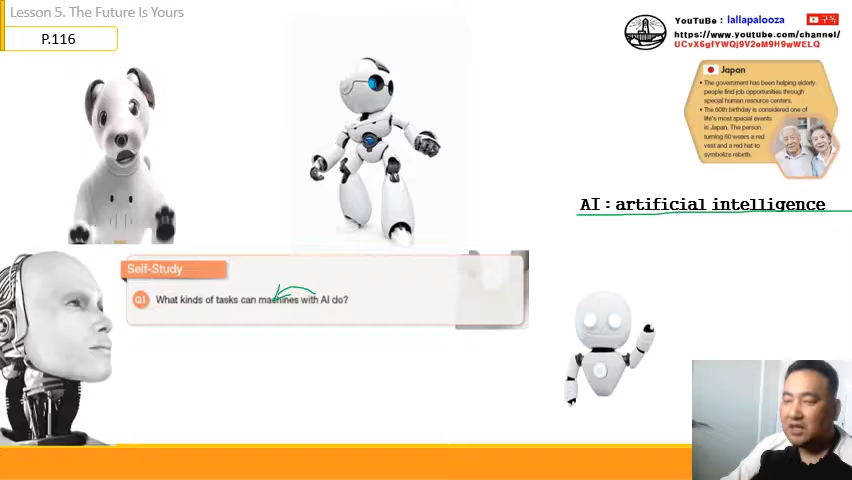 Lesson 5. The Future Is Yours
P.116
YouTuBe : lallapalooza
구독
https://www.youtube.com/channel/
UCvX6gfYWQj9V2eM9H9wWELQ
Japan
• The government has been helping elderly
people find job opportunities through
special human resource centers.
• The 60th birthday is considered one of
life's most special events
in Japan. The person
turning 60 wears a red
vest and a red hat to
symbolize rebirth.
AI : artificial intelligence
Self-Study
Q1 What kinds of tasks can machines with AI do?